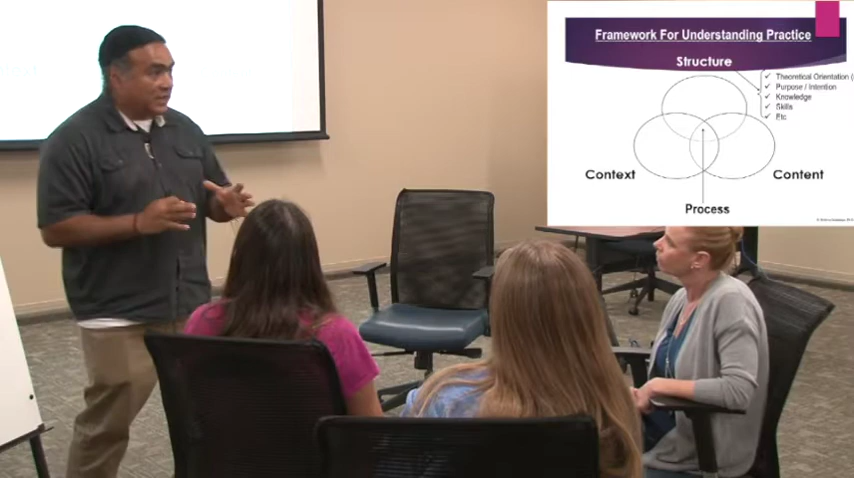 Framework For Understanding Practice
Structure
✓ Theoretical Orientation (
✓ Purpose / Intention
✓ Knowledge
✓ Skills
✓ Etc
Context
Content
Process